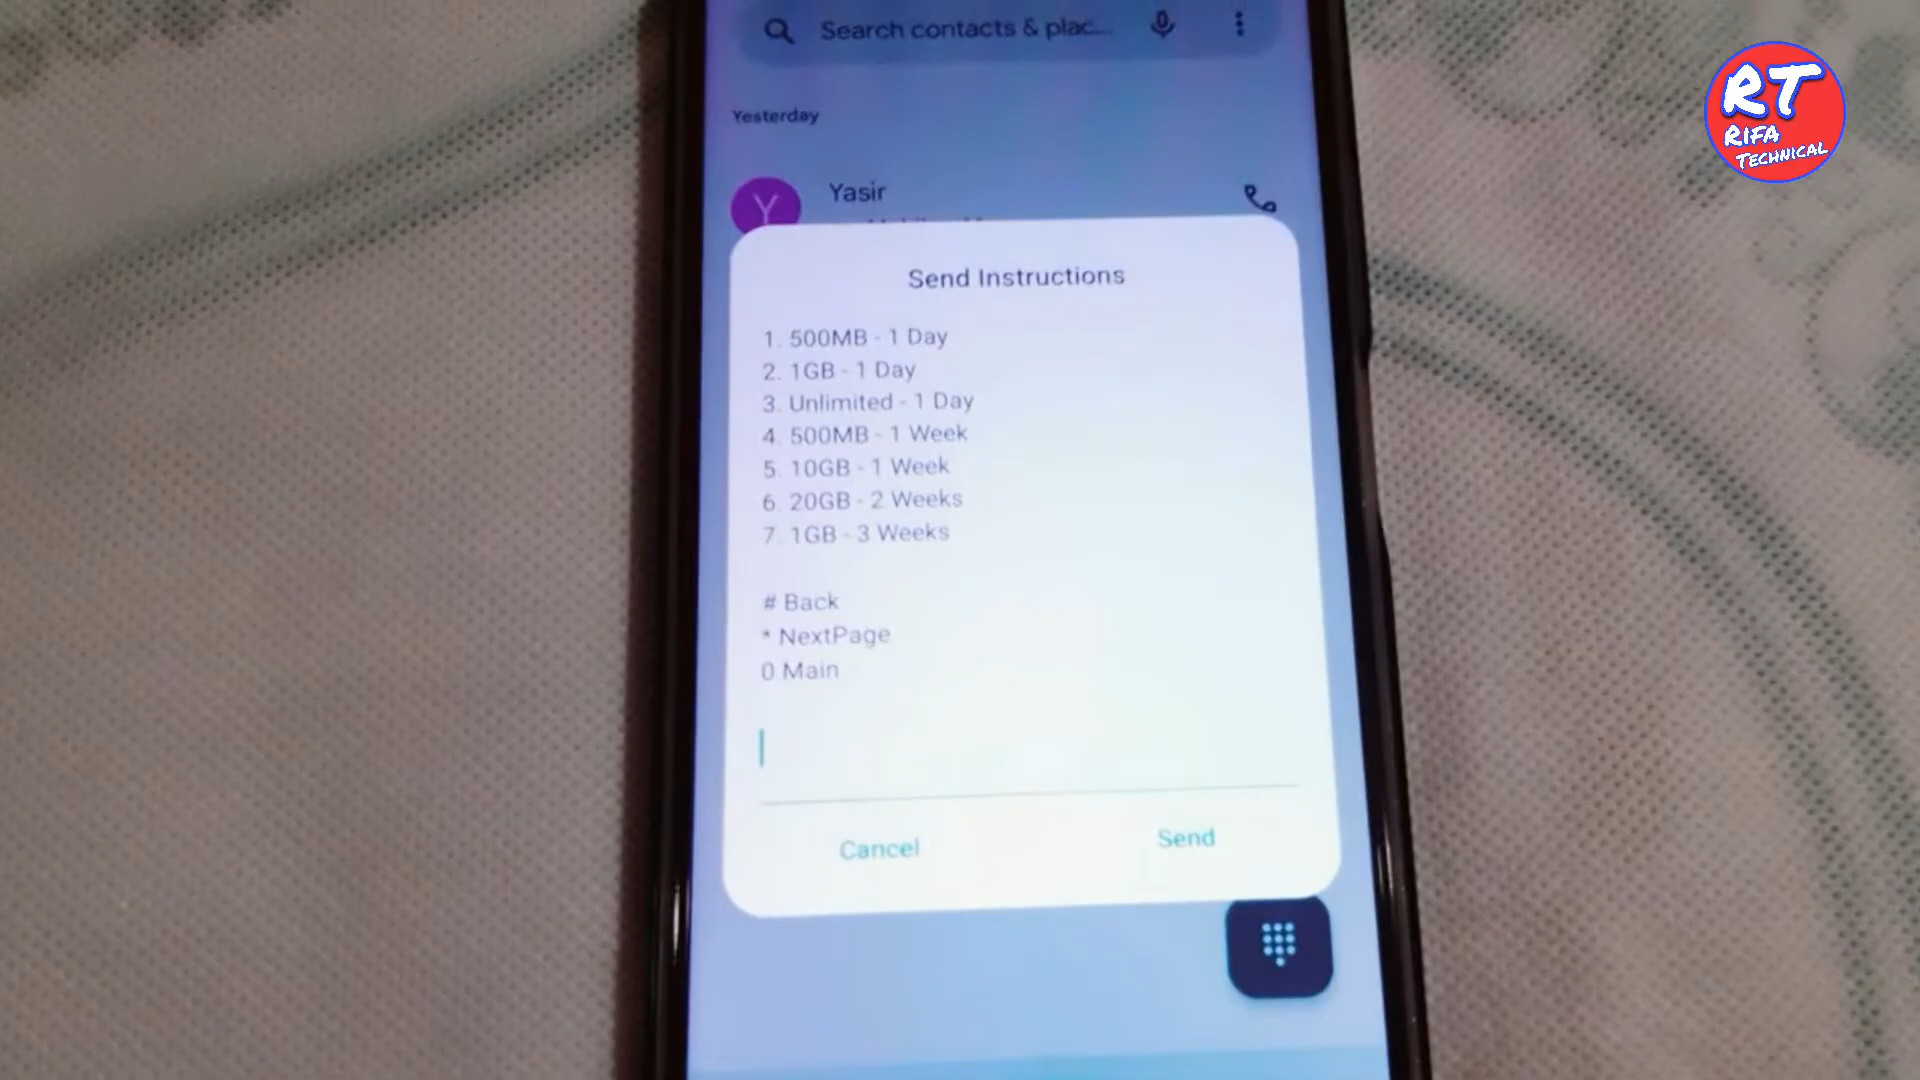 Search contacts & plac...
RT
RIFA
TECHNICAL
Yesterday
Y
Yasir
Send Instructions
1. 500MB - 1 Day
2. 1GB - 1 Day
3. Unlimited - 1 Day
4. 500MB - 1 Week
5. 10GB - 1 Week
6. 20GB - 2 Weeks
7. 1GB - 3 Weeks
# Back
* NextPage
0 Main
Cancel
Send